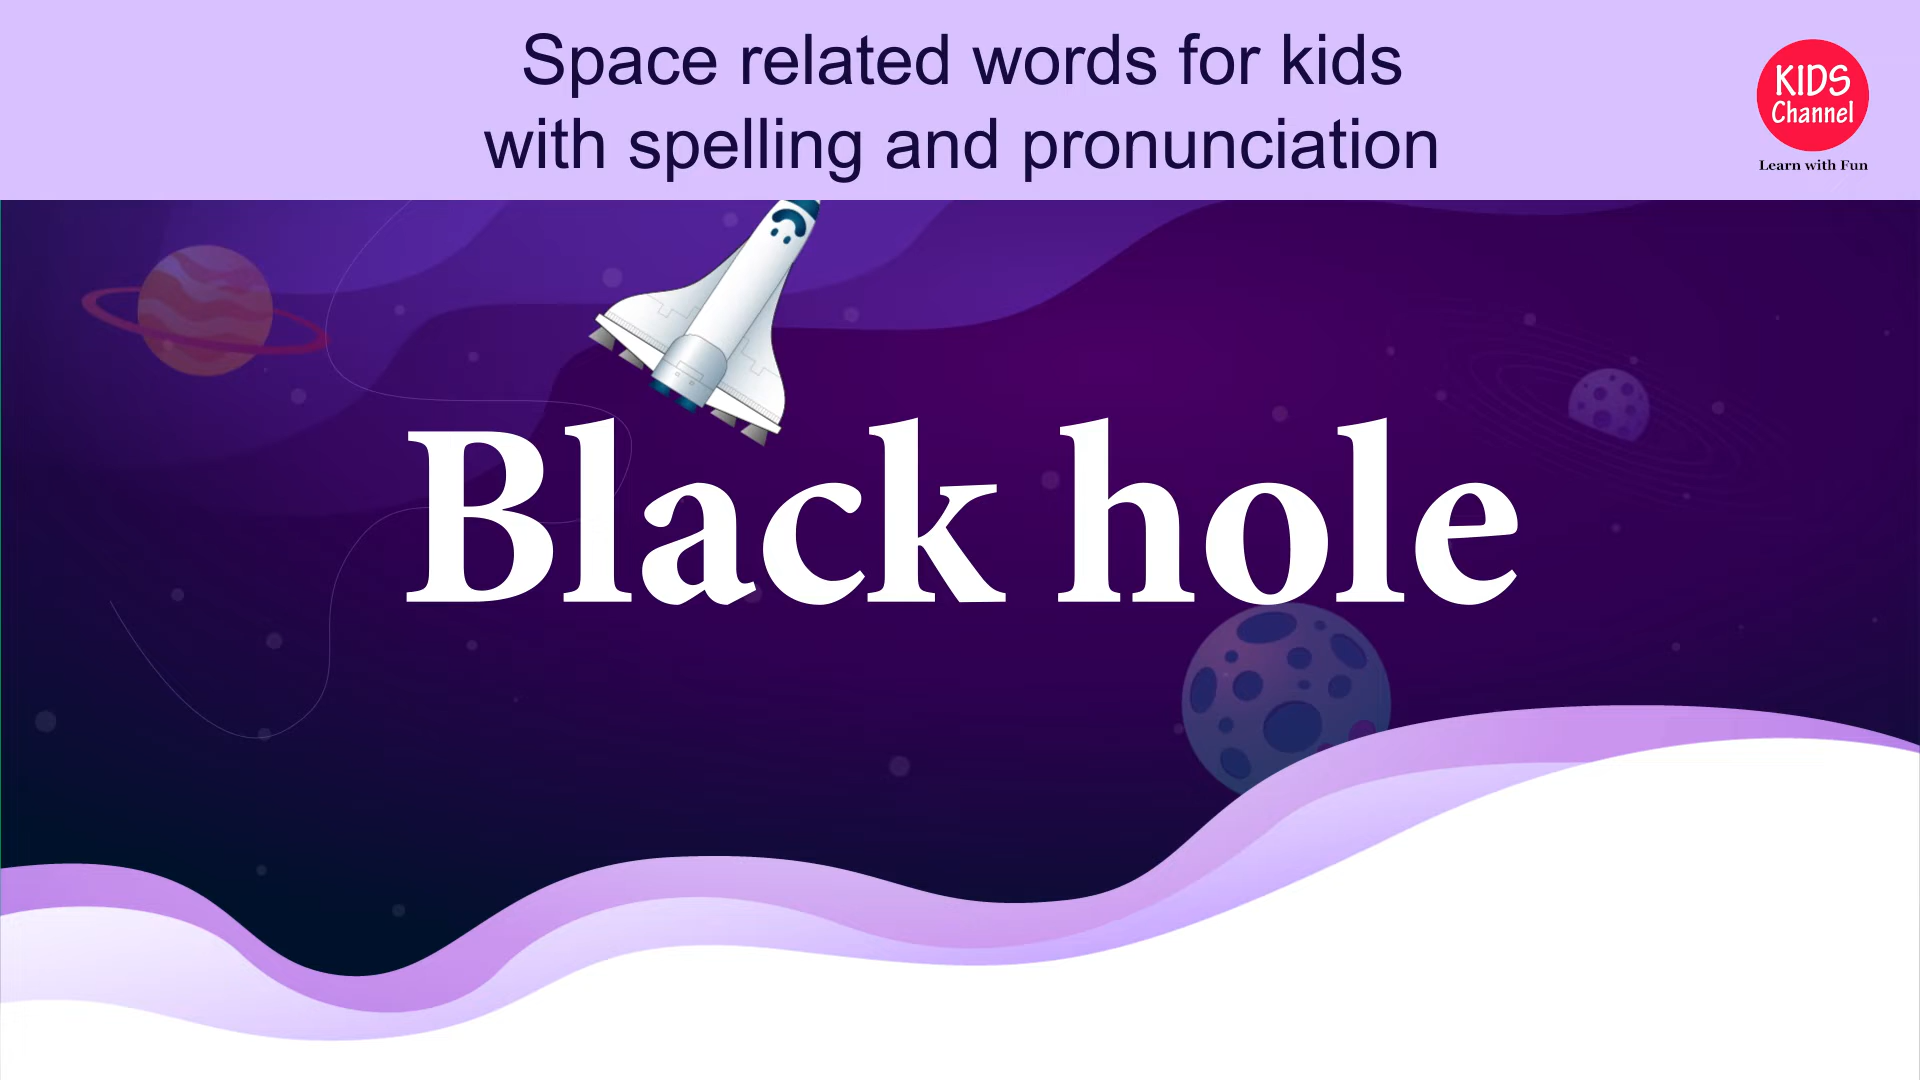 Space related words for kids
with spelling and pronunciation
KIDS
Channel
Learn with Fun
Black hole